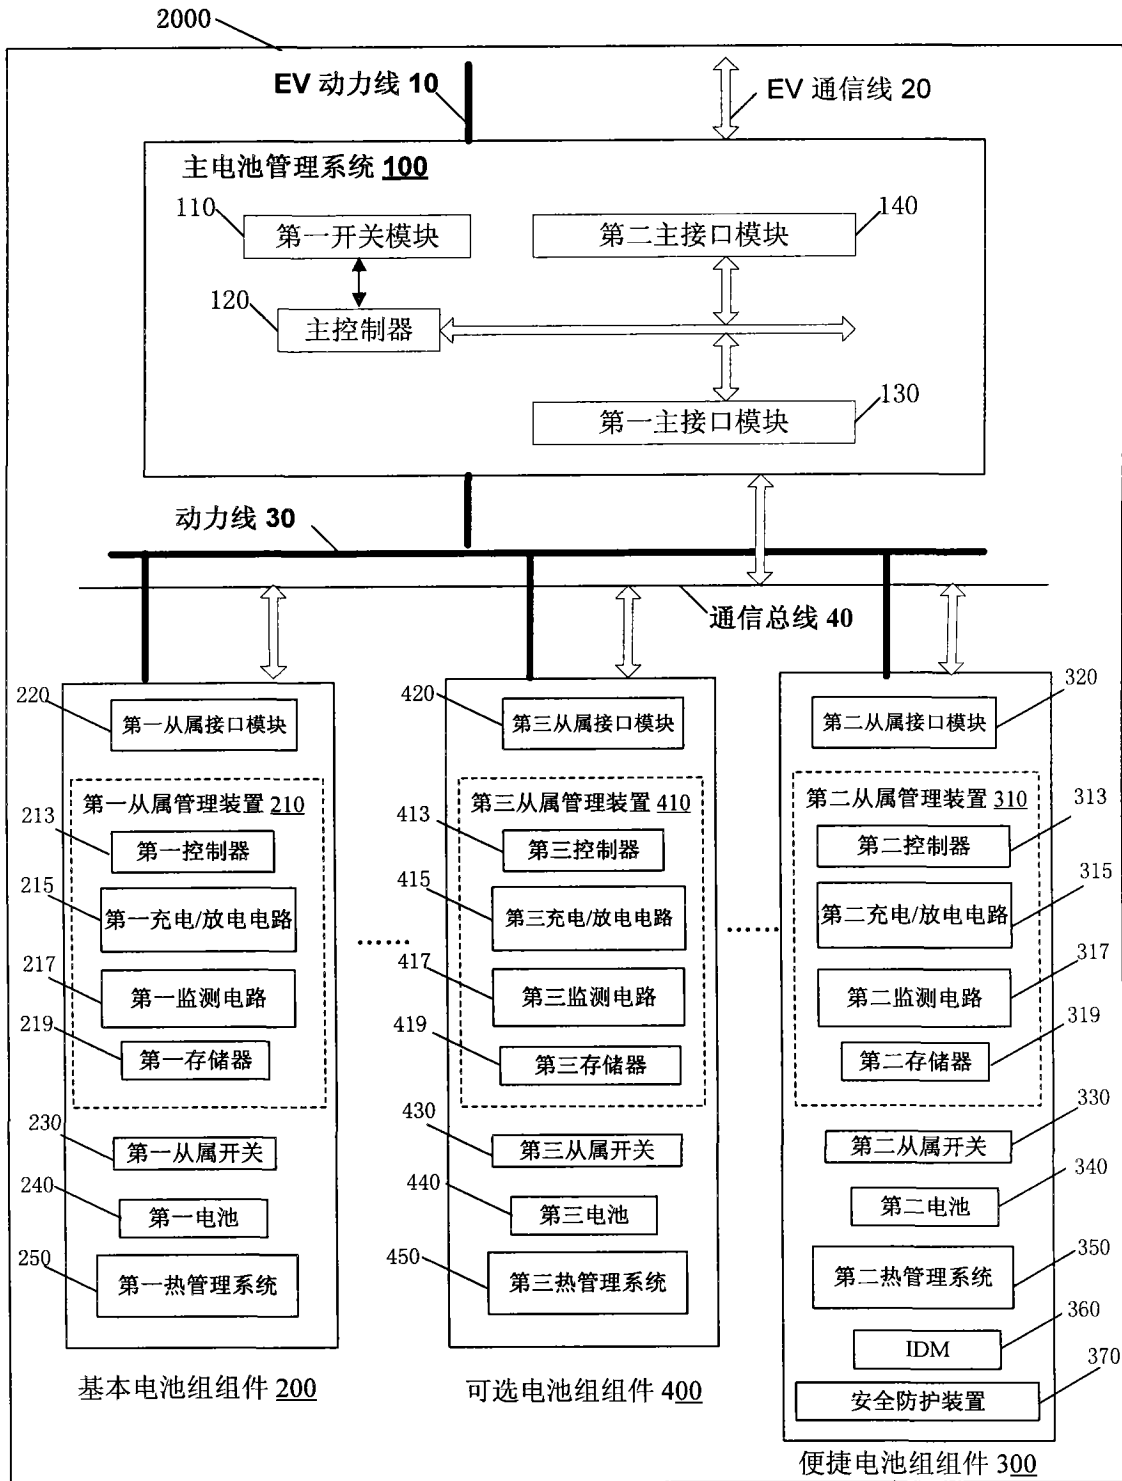 2000
EV 动力线 10
EV 通信线 20
主电池管理系统 100
110
第一开关模块
140
第二主接口模块
120
主控制器
130
第一主接口模块
动力线 30
通信总线 40
220
第一从属接口模块
第一从属管理装置 210
213
第一控制器
215
第一充电/放电电路
217
第一监测电路
219
第一存储器
230
第一从属开关
240
第一电池
250
第一热管理系统
基本电池组组件 200
······
420
第三从属接口模块
第三从属管理装置 410
413
第三控制器
415
第三充电/放电电路
417
第三监测电路
419
第三存储器
430
第三从属开关
440
第三电池
450
第三热管理系统
可选电池组组件 400
······
320
第二从属接口模块
第二从属管理装置 310
313
第二控制器
315
第二充电/放电电路
317
第二监测电路
319
第二存储器
330
第二从属开关
340
第二电池
350
第二热管理系统
360
IDM
370
安全防护装置
便捷电池组组件 300